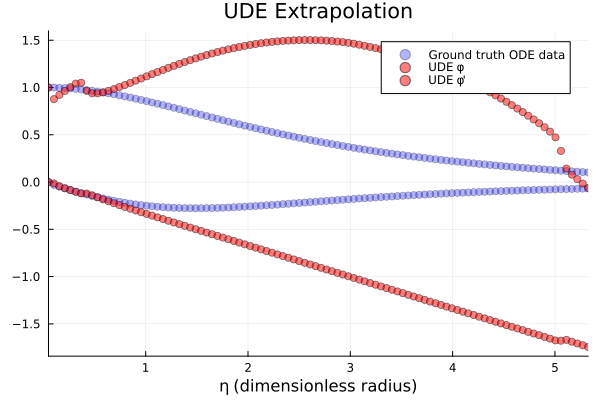 UDE Extrapolation
Ground truth ODE data
UDE φ
UDE φ'
1.5
1.0
0.5
0.0
−0.5
−1.0
−1.5
1 2 3 4 5
η (dimensionless radius)